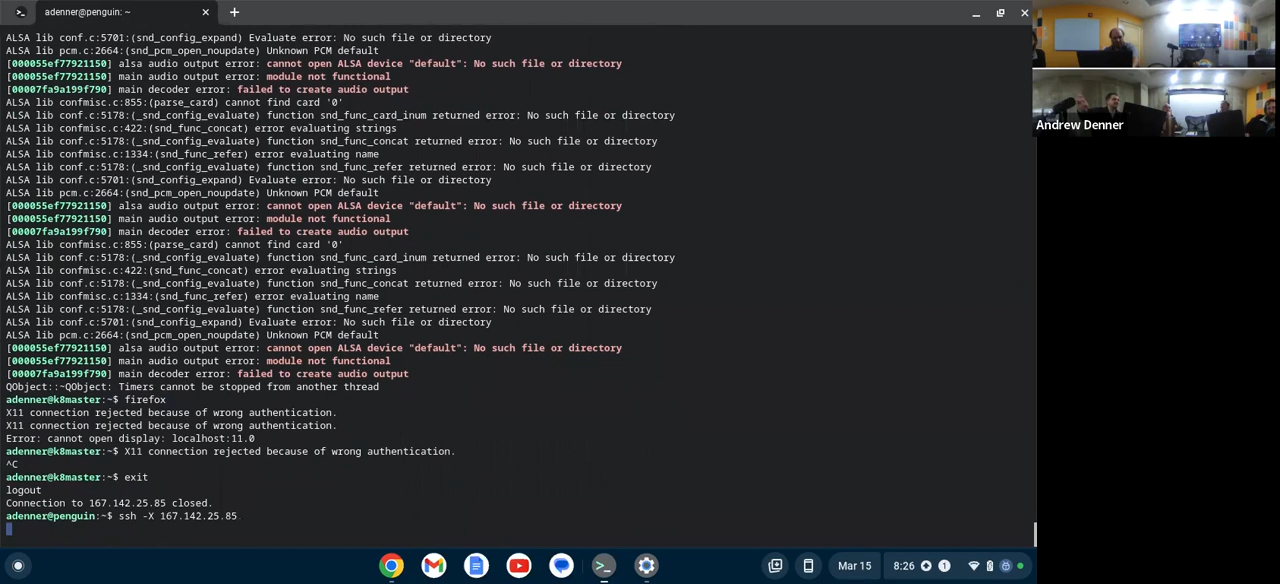 adenner@penguin: ~
ALSA lib conf.c:5701:(snd_config_expand) Evaluate error: No such file or directory
ALSA lib pcm.c:2664:(snd_pcm_open_noupdate) Unknown PCM default
[000055ef77921150] alsa audio output error: cannot open ALSA device "default": No such file or directory
[000055ef77921150] main audio output error: module not functional
[00007fa9a199f790] main decoder error: failed to create audio output
ALSA lib confmisc.c:855:(parse_card) cannot find card '0'
ALSA lib conf.c:5178:(_snd_config_evaluate) function snd_func_card_inum returned error: No such file or directory
ALSA lib confmisc.c:422:(snd_func_concat) error evaluating strings
ALSA lib conf.c:5178:(_snd_config_evaluate) function snd_func_concat returned error: No such file or directory
ALSA lib confmisc.c:1334:(snd_func_refer) error evaluating name
ALSA lib conf.c:5178:(_snd_config_evaluate) function snd_func_refer returned error: No such file or directory
ALSA lib conf.c:5701:(snd_config_expand) Evaluate error: No such file or directory
ALSA lib pcm.c:2664:(snd_pcm_open_noupdate) Unknown PCM default
[000055ef77921150] alsa audio output error: cannot open ALSA device "default": No such file or directory
[000055ef77921150] main audio output error: module not functional
[00007fa9a199f790] main decoder error: failed to create audio output
ALSA lib confmisc.c:855:(parse_card) cannot find card '0'
ALSA lib conf.c:5178:(_snd_config_evaluate) function snd_func_card_inum returned error: No such file or directory
ALSA lib confmisc.c:422:(snd_func_concat) error evaluating strings
ALSA lib conf.c:5178:(_snd_config_evaluate) function snd_func_concat returned error: No such file or directory
ALSA lib confmisc.c:1334:(snd_func_refer) error evaluating name
ALSA lib conf.c:5178:(_snd_config_evaluate) function snd_func_refer returned error: No such file or directory
ALSA lib conf.c:5701:(snd_config_expand) Evaluate error: No such file or directory
ALSA lib pcm.c:2664:(snd_pcm_open_noupdate) Unknown PCM default
[000055ef77921150] alsa audio output error: cannot open ALSA device "default": No such file or directory
[000055ef77921150] main audio output error: module not functional
[00007fa9a199f790] main decoder error: failed to create audio output
QObject::~QObject: Timers cannot be stopped from another thread
adenner@k8master:~$ firefox
X11 connection rejected because of wrong authentication.
X11 connection rejected because of wrong authentication.
Error: cannot open display: localhost:11.0
adenner@k8master:~$ X11 connection rejected because of wrong authentication.
^C
adenner@k8master:~$ exit
logout
Connection to 167.142.25.85 closed.
adenner@penguin:~$ ssh -X 167.142.25.85
Andrew Denner
Mar 15
8:26
1